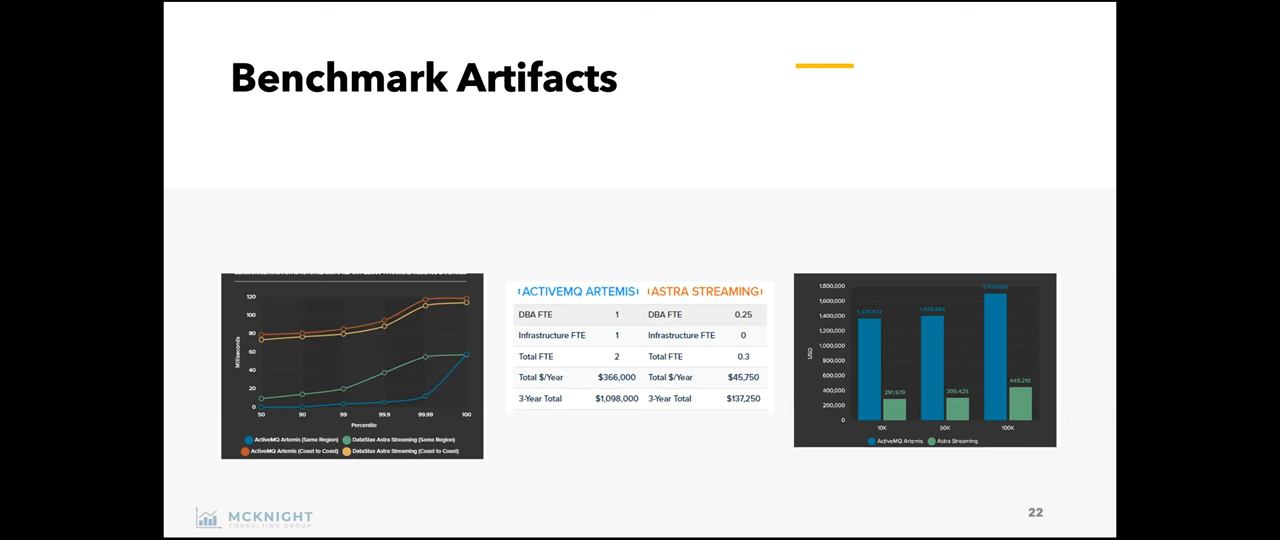 Benchmark Artifacts
120
100
80
60
40
20
0
Milliseconds
50 90 99 99.9 99.99 100
Percentile
ActiveMQ Artemis (Same Region) DataStax Astra Streaming (Same Region)
ActiveMQ Artemis (Coast to Coast) DataStax Astra Streaming (Coast to Coast)
ACTIVEMQ ARTEMIS ASTRA STREAMING
DBA FTE 1 DBA FTE 0.25
Infrastructure FTE 1 Infrastructure FTE 0
Total FTE 2 Total FTE 0.3
Total $/Year $366,000 Total $/Year $45,750
3-Year Total $1,098,000 3-Year Total $137,250
1,800,000
1,600,000
1,400,000
1,200,000
1,000,000
800,000
600,000
400,000
200,000
0
USD
291,579
449,210
10K 50K 100K
ActiveMQ Artemis Astra Streaming
MCKNIGHT
CONSULTING GROUP
22